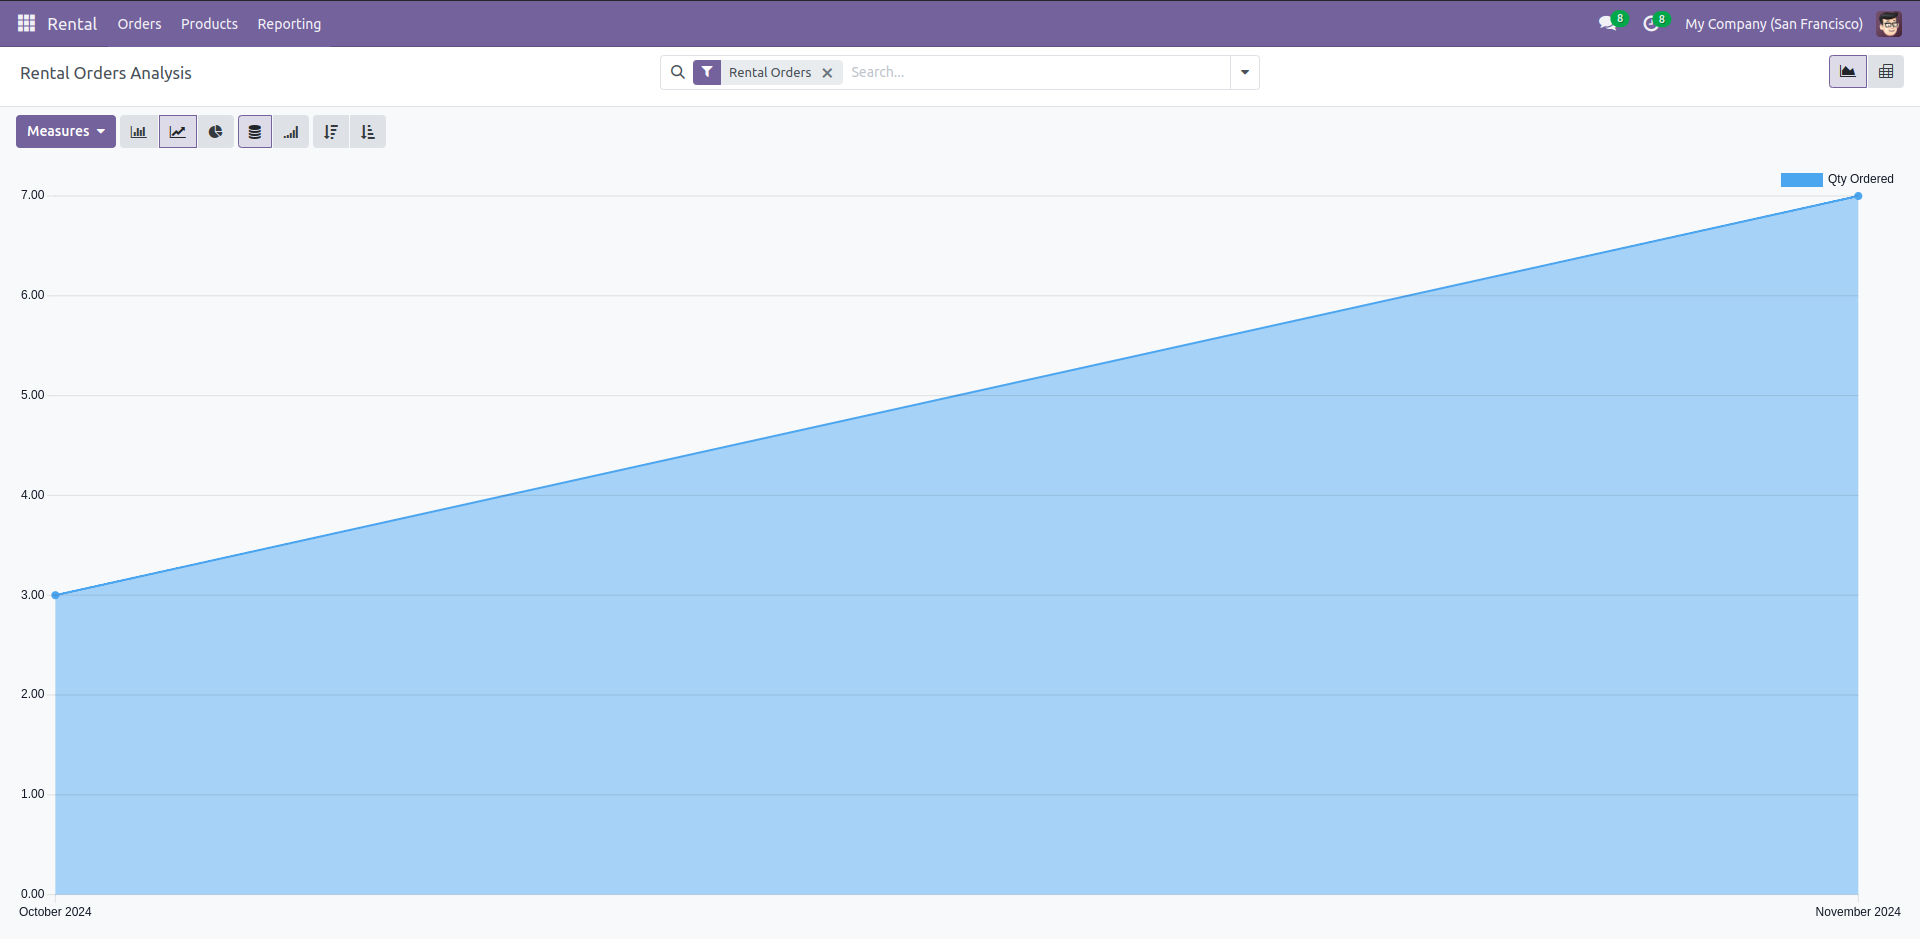 Rental Orders Products Reporting 8 8 My Company (San Francisco)
Rental Orders Analysis Rental Orders Search...
Measures
Qty Ordered
7.00
6.00
5.00
4.00
3.00
2.00
1.00
0.00
October 2024 November 2024